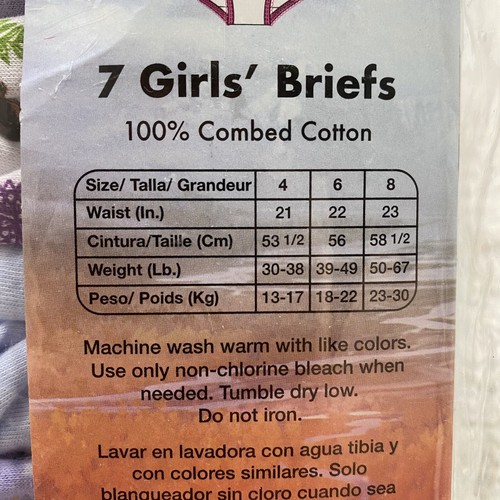 7 Girls' Briefs
100% Combed Cotton
Size/ Talla/ Grandeur 4 6 8
Waist (In.) 21 22 23
Cintura/Taille (Cm) 53 1/2 56 58 1/2
Weight (Lb.) 30-38 39-49 50-67
Peso/ Poids (Kg) 13-17 18-22 23-30
Machine wash warm with like colors.
Use only non-chlorine bleach when
needed. Tumble dry low.
Do not iron.
Lavar en lavadora con agua tibia y
con colores similares. Solo
blanqueador sin cloro cuando sea